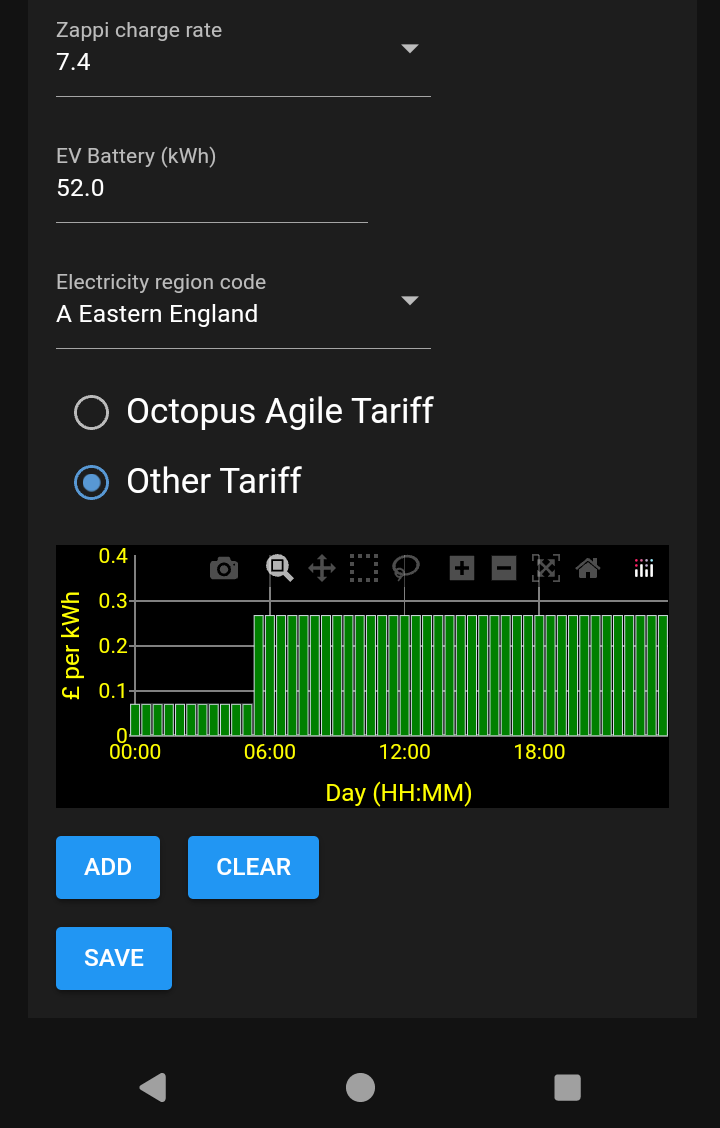 Zappi charge rate
7.4
EV Battery (kWh)
52.0
Electricity region code
A Eastern England
Octopus Agile Tariff
Other Tariff
0.4
0.3
0.2
0.1
0
£ per kWh
00:00 06:00 12:00 18:00
Day (HH:MM)
ADD CLEAR
SAVE